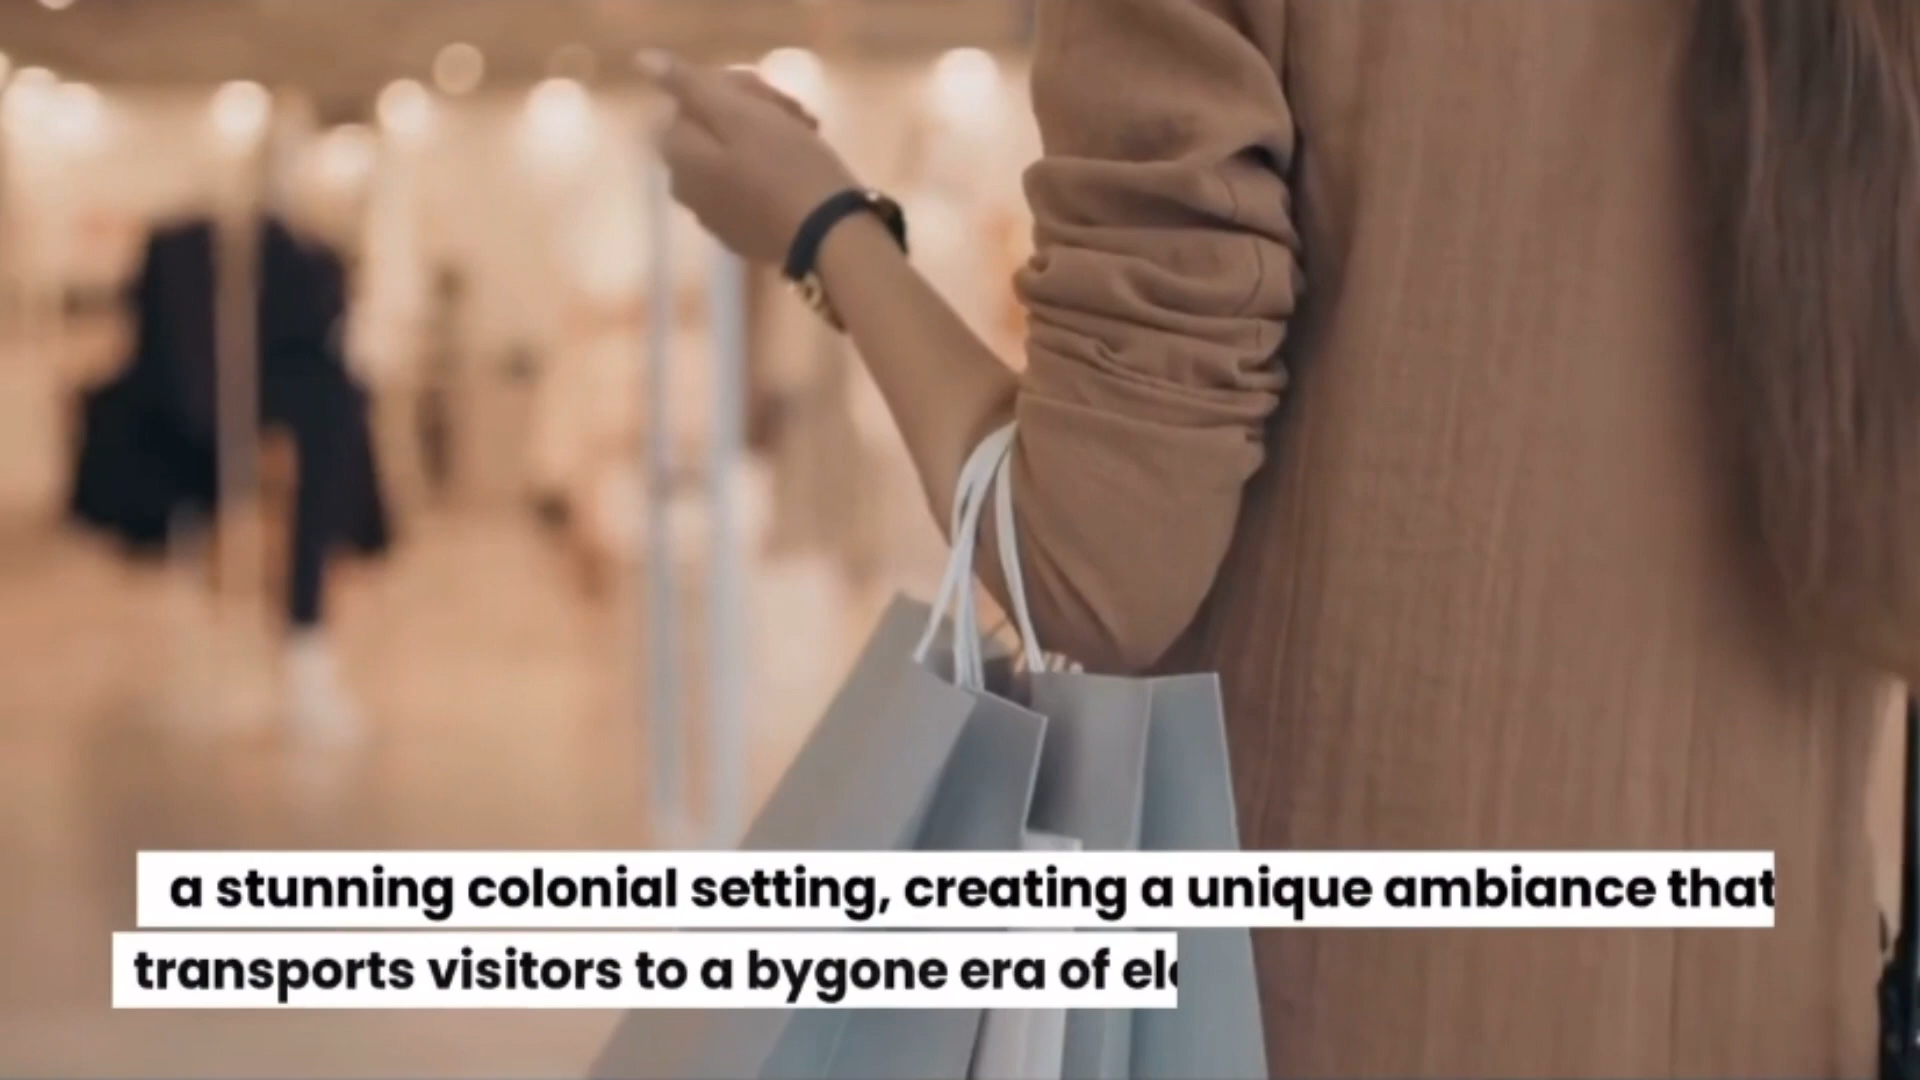 a stunning colonial setting, creating a unique ambiance that
transports visitors to a bygone era of